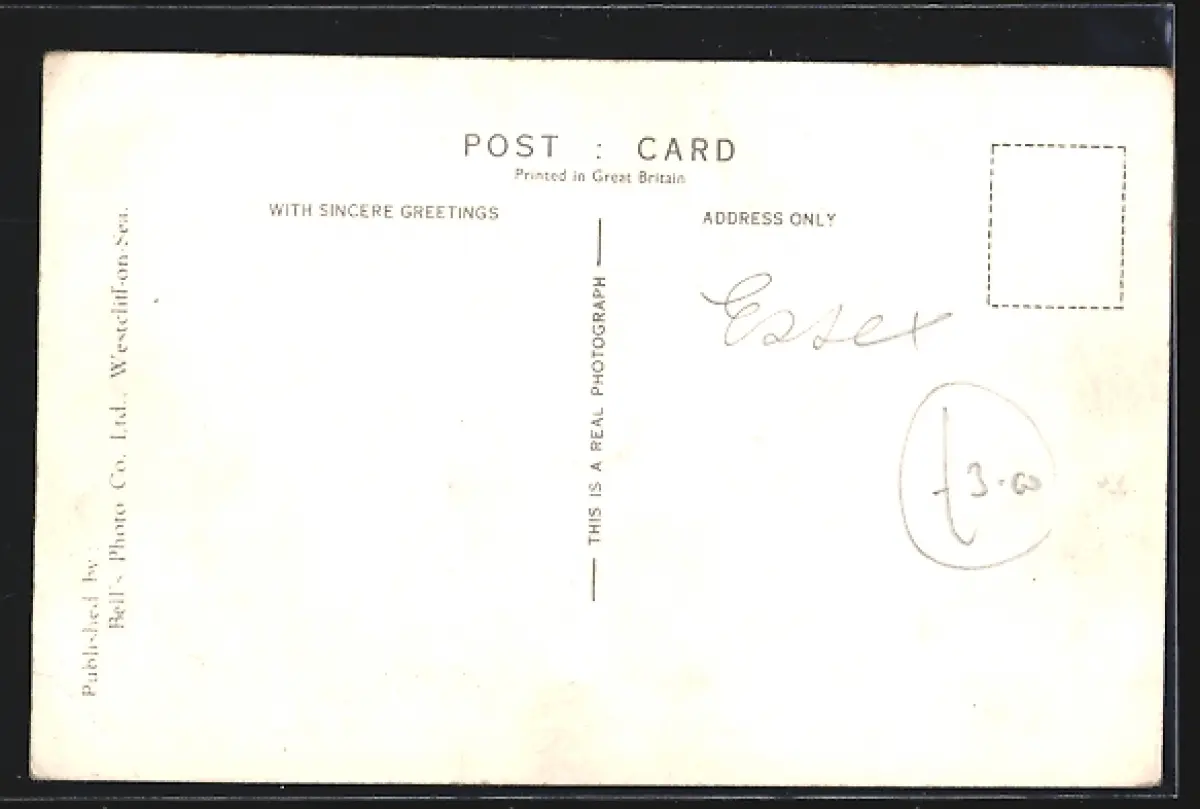 POST : CARD
Printed in Great Britain
WITH SINCERE GREETINGS
ADDRESS ONLY
Essex
£3.00
THIS IS A REAL PHOTOGRAPH
Published by :
Bell's Photo Co. Ltd., Westcliff-on-Sea.